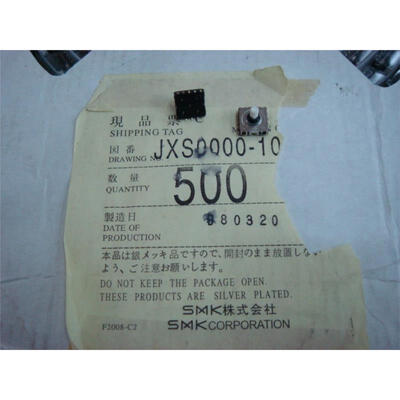 現品票
SHIPPING TAG
図番
DRAWING NO. JXS0000-10
数量
QUANTITY 500
製造日
DATE OF
PRODUCTION 980320
本品は銀メッキ品ですので、開封のまま放置しない
よう、ご注意お願いします。
DO NOT KEEP THE PACKAGE OPEN.
THESE PRODUCTS ARE SILVER PLATED.
SMK株式会社
F2008-C2 SMK CORPORATION